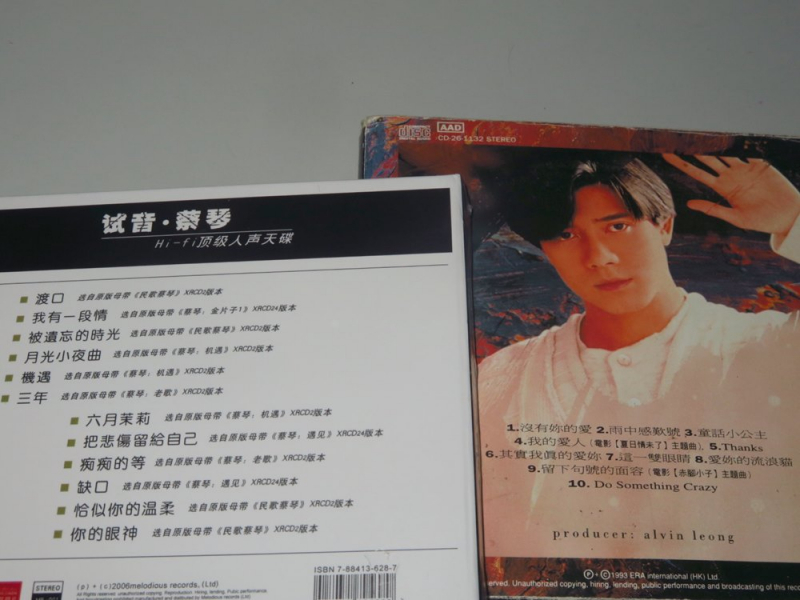 试音·蔡琴
Hi-fi顶级人声天碟
渡口 选自原版母带《民歌蔡琴》XRCD2版本
我有一段情 选自原版母带《蔡琴：金片子1》XRCD24版本
被遺忘的時光 选自原版母带《民歌蔡琴》XRCD2版本
月光小夜曲 选自原版母带《蔡琴：机遇》XRCD2版本
機遇 选自原版母带《蔡琴：机遇》XRCD2版本
三年 选自原版母带《蔡琴：老歌》XRCD2版本
六月茉莉 选自原版母带《蔡琴：机遇》XRCD2版本
把悲傷留給自己 选自原版母带《蔡琴：遇见》XRCD24版本
痴痴的等 选自原版母带《蔡琴：老歌》XRCD2版本
缺口 选自原版母带《蔡琴：遇见》XRCD24版本
恰似你的温柔 选自原版母带《民歌蔡琴》XRCD2版本
你的眼神 选自原版母带《民歌蔡琴》XRCD2版本
ISBN 7-88413-628-7
STEREO
(p) + (c)2006melodious records, (Ltd)
AAD
CD-26-1132 STEREO
1.沒有妳的愛 2.雨中感歎號 3.童話小公主
4.我的愛人（電影【夏日情未了】主題曲）5.Thanks
6.其實我真的愛妳 7.這一雙眼睛 8.愛妳的流浪貓
9.留下句號的面容（電影【赤腳小子】主題曲）
10. Do Something Crazy
producer: alvin leong
P+C 1993 ERA international (HK) Ltd.
served. Unauthorized copying, hiring, lending, public performance and broadcasting of this reco